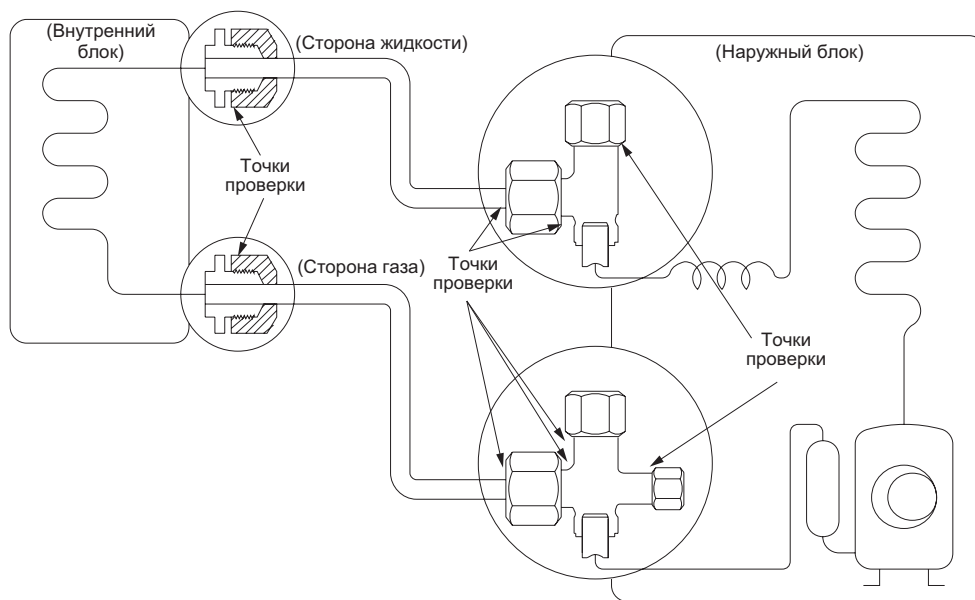 (Внутренний
блок)
(Сторона жидкости)
(Наружный блок)
Точки
проверки
(Сторона газа)
Точки
проверки
Точки
проверки